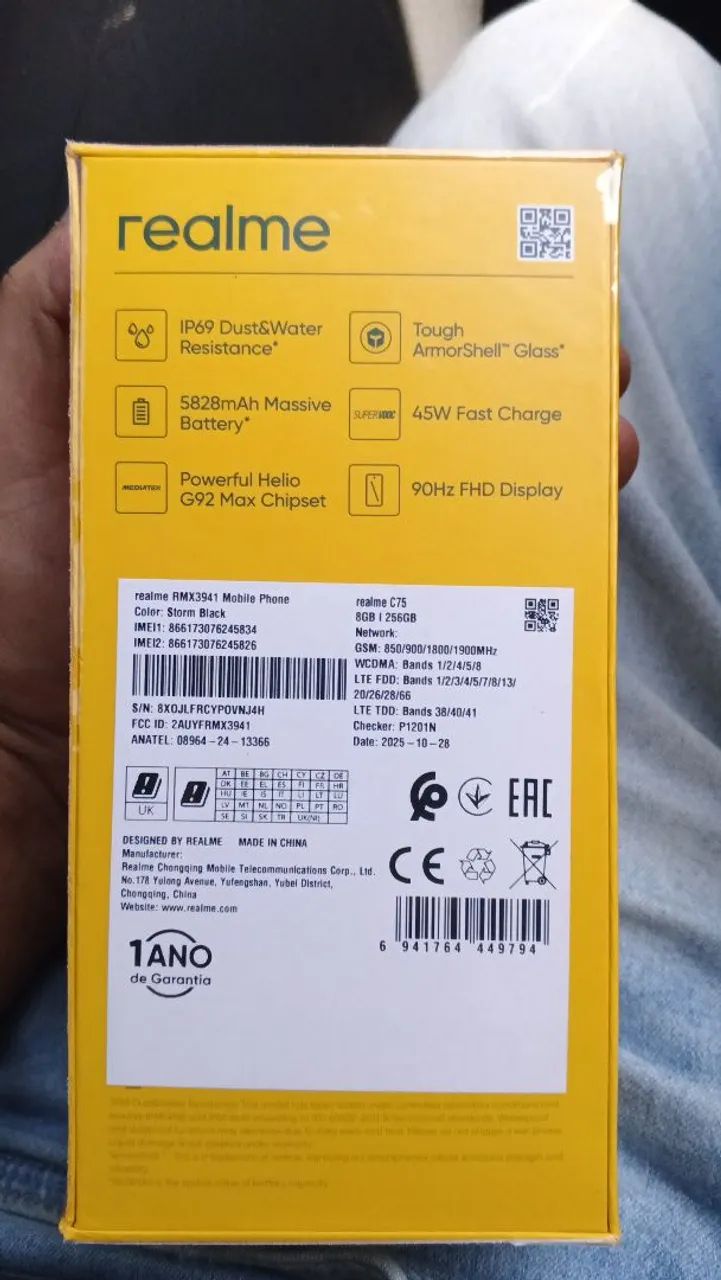 realme
IP69 Dust&Water
Resistance*
Tough
ArmorShell™ Glass*
5828mAh Massive
Battery*
SUPERVOOC
45W Fast Charge
MEDIATEK
Powerful Helio
G92 Max Chipset
90Hz FHD Display
realme RMX3941 Mobile Phone
Color: Storm Black
IMEI1: 866173076245834
IMEI2: 866173076245826
S/N: 8XOJLFRCYPOVNJ4H
FCC ID: 2AUYFRMX3941
ANATEL: 08964-24-13366
realme C75
8GB | 256GB
Network:
GSM: 850/900/1800/1900MHz
WCDMA: Bands 1/2/4/5/8
LTE FDD: Bands 1/2/3/4/5/7/8/13/
20/26/28/66
LTE TDD: Bands 38/40/41
Checker: P1201N
Date: 2025-10-28
UK
AT BE BG CH CY CZ DE
DK EE EL ES FI FR HR
HU IE IS IT LI LT LU
LV MT NL NO PL PT RO
SE SI SK TR UK(NI)
EAC
DESIGNED BY REALME MADE IN CHINA
Manufacturer:
Realme Chongqing Mobile Telecommunications Corp., Ltd.
No.178 Yulong Avenue, Yufengshan, Yubei District,
Chongqing, China
Website: www.realme.com
CE
6 941764 449794
1 ANO
de Garantia